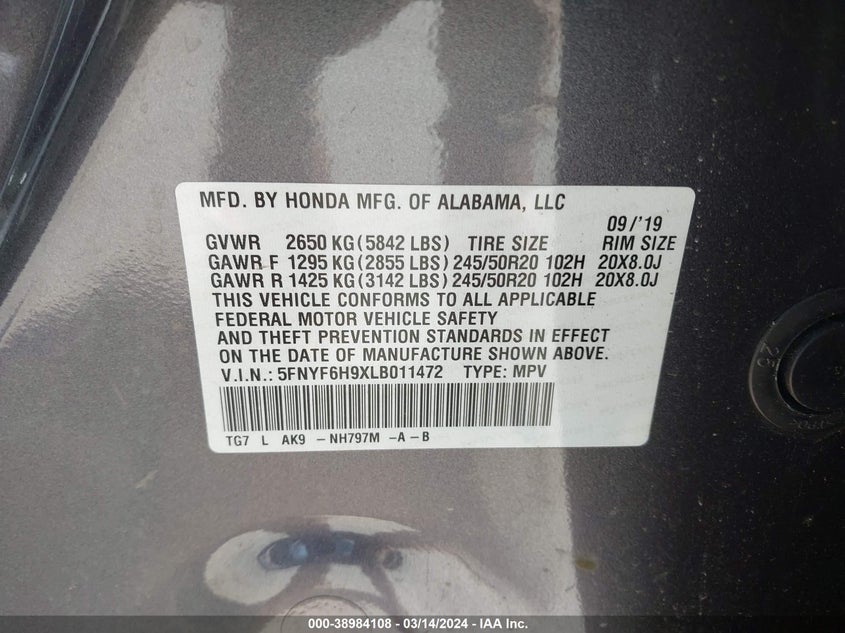 MFD. BY HONDA MFG. OF ALABAMA, LLC
09/'19
GVWR 2650 KG (5842 LBS) TIRE SIZE RIM SIZE
GAWR F 1295 KG (2855 LBS) 245/50R20 102H 20X8.0J
GAWR R 1425 KG (3142 LBS) 245/50R20 102H 20X8.0J
THIS VEHICLE CONFORMS TO ALL APPLICABLE
FEDERAL MOTOR VEHICLE SAFETY
AND THEFT PREVENTION STANDARDS IN EFFECT
ON THE DATE OF MANUFACTURE SHOWN ABOVE.
V.I.N.: 5FNYF6H9XLB011472 TYPE: MPV
TG7 L AK9 -NH797M -A-B
25
000-38984108 - 03/14/2024 - IAA Inc.